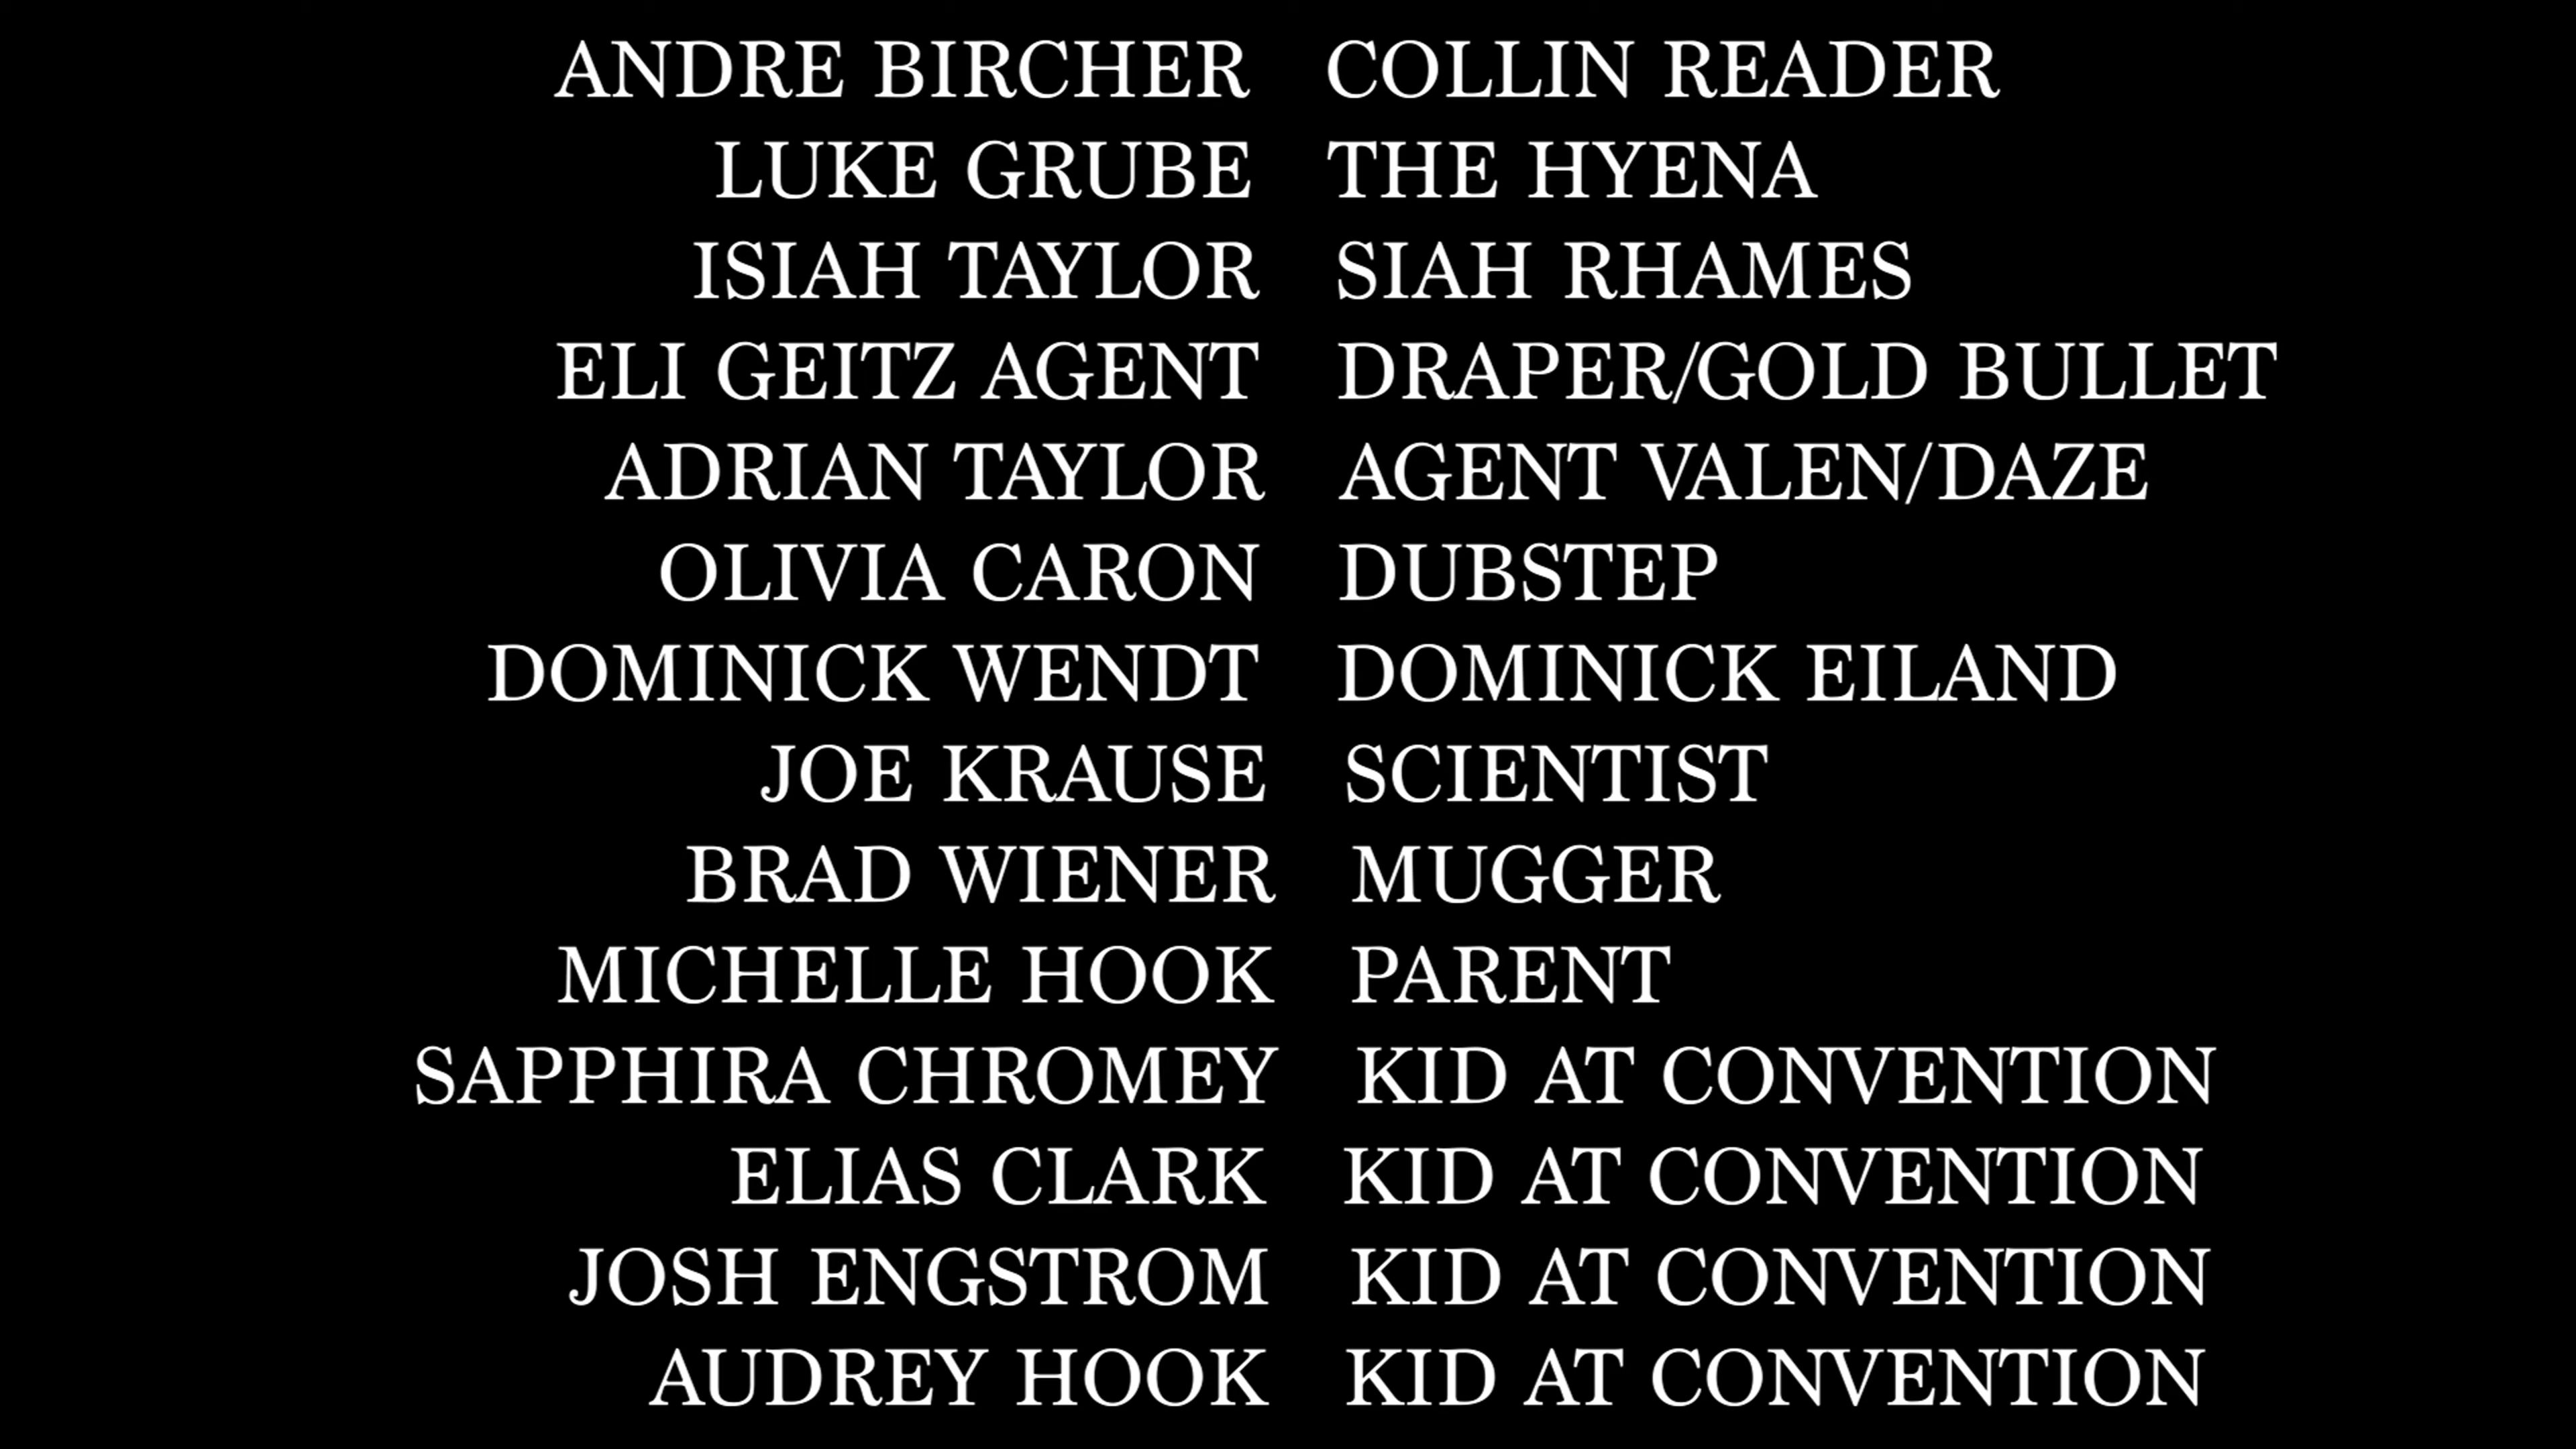 ANDRE BIRCHER COLLIN READER
LUKE GRUBE THE HYENA
ISIAH TAYLOR SIAH RHAMES
ELI GEITZ AGENT DRAPER/GOLD BULLET
ADRIAN TAYLOR AGENT VALEN/DAZE
OLIVIA CARON DUBSTEP
DOMINICK WENDT DOMINICK EILAND
JOE KRAUSE SCIENTIST
BRAD WIENER MUGGER
MICHELLE HOOK PARENT
SAPPHIRA CHROMEY KID AT CONVENTION
ELIAS CLARK KID AT CONVENTION
JOSH ENGSTROM KID AT CONVENTION
AUDREY HOOK KID AT CONVENTION